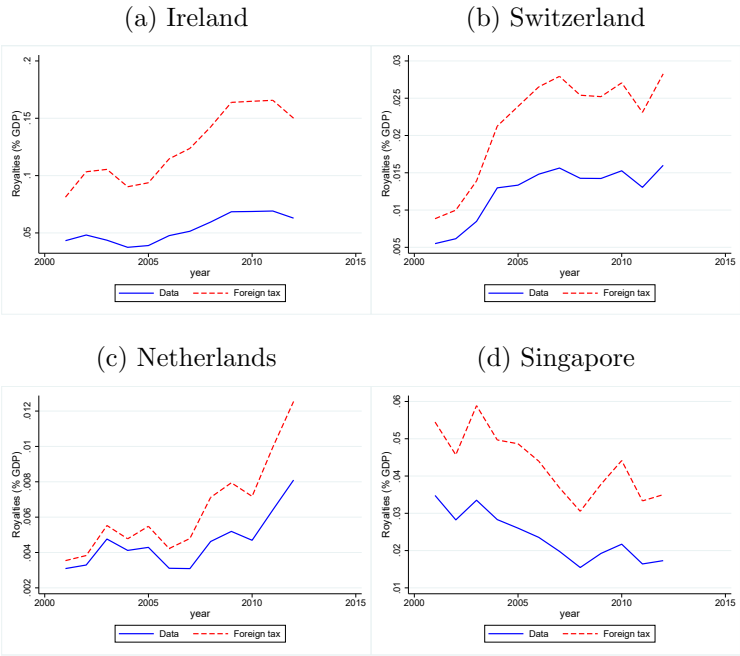 (a) Ireland
Royalties (% GDP)
.05 .1 .15 .2
2000 2005 2010 2015
year
Data Foreign tax
(b) Switzerland
Royalties (% GDP)
.005 .01 .015 .02 .025 .03
2000 2005 2010 2015
year
Data Foreign tax
(c) Netherlands
Royalties (% GDP)
.002 .004 .006 .008 .01 .012
2000 2005 2010 2015
year
Data Foreign tax
(d) Singapore
Royalties (% GDP)
.01 .02 .03 .04 .05 .06
2000 2005 2010 2015
year
Data Foreign tax